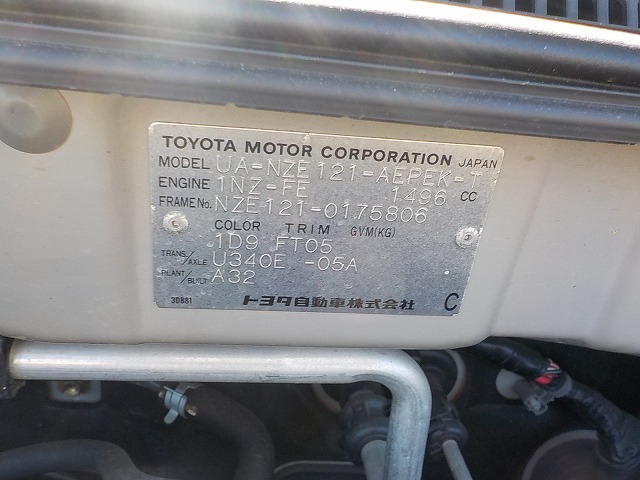 TOYOTA MOTOR CORPORATION JAPAN
MODEL UA-NZE121-AEPEK-T
ENGINE 1NZ-FE 1496 CC
FRAME No. NZE121-0175806
COLOR TRIM GVM(KG)
1D9 FT05
TRANS./AXLE U340E -05A
PLANT/BUILT A32
30881 トヨタ自動車株式会社 C